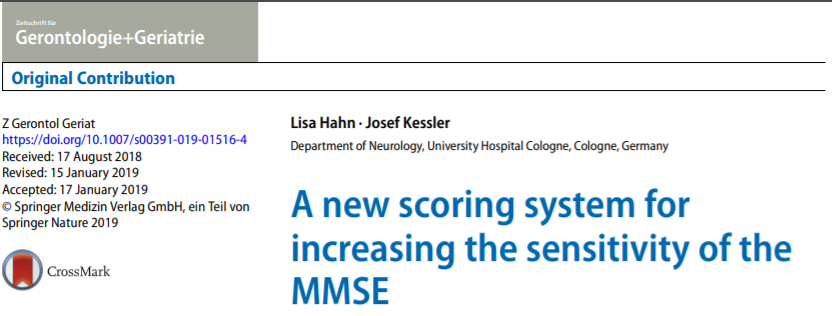 Zeitschrift für
Gerontologie+Geriatrie
Original Contribution
Z Gerontol Geriat
https://doi.org/10.1007/s00391-019-01516-4
Received: 17 August 2018
Revised: 15 January 2019
Accepted: 17 January 2019
© Springer Medizin Verlag GmbH, ein Teil von
Springer Nature 2019
CrossMark
Lisa Hahn · Josef Kessler
Department of Neurology, University Hospital Cologne, Cologne, Germany
A new scoring system for
increasing the sensitivity of the
MMSE